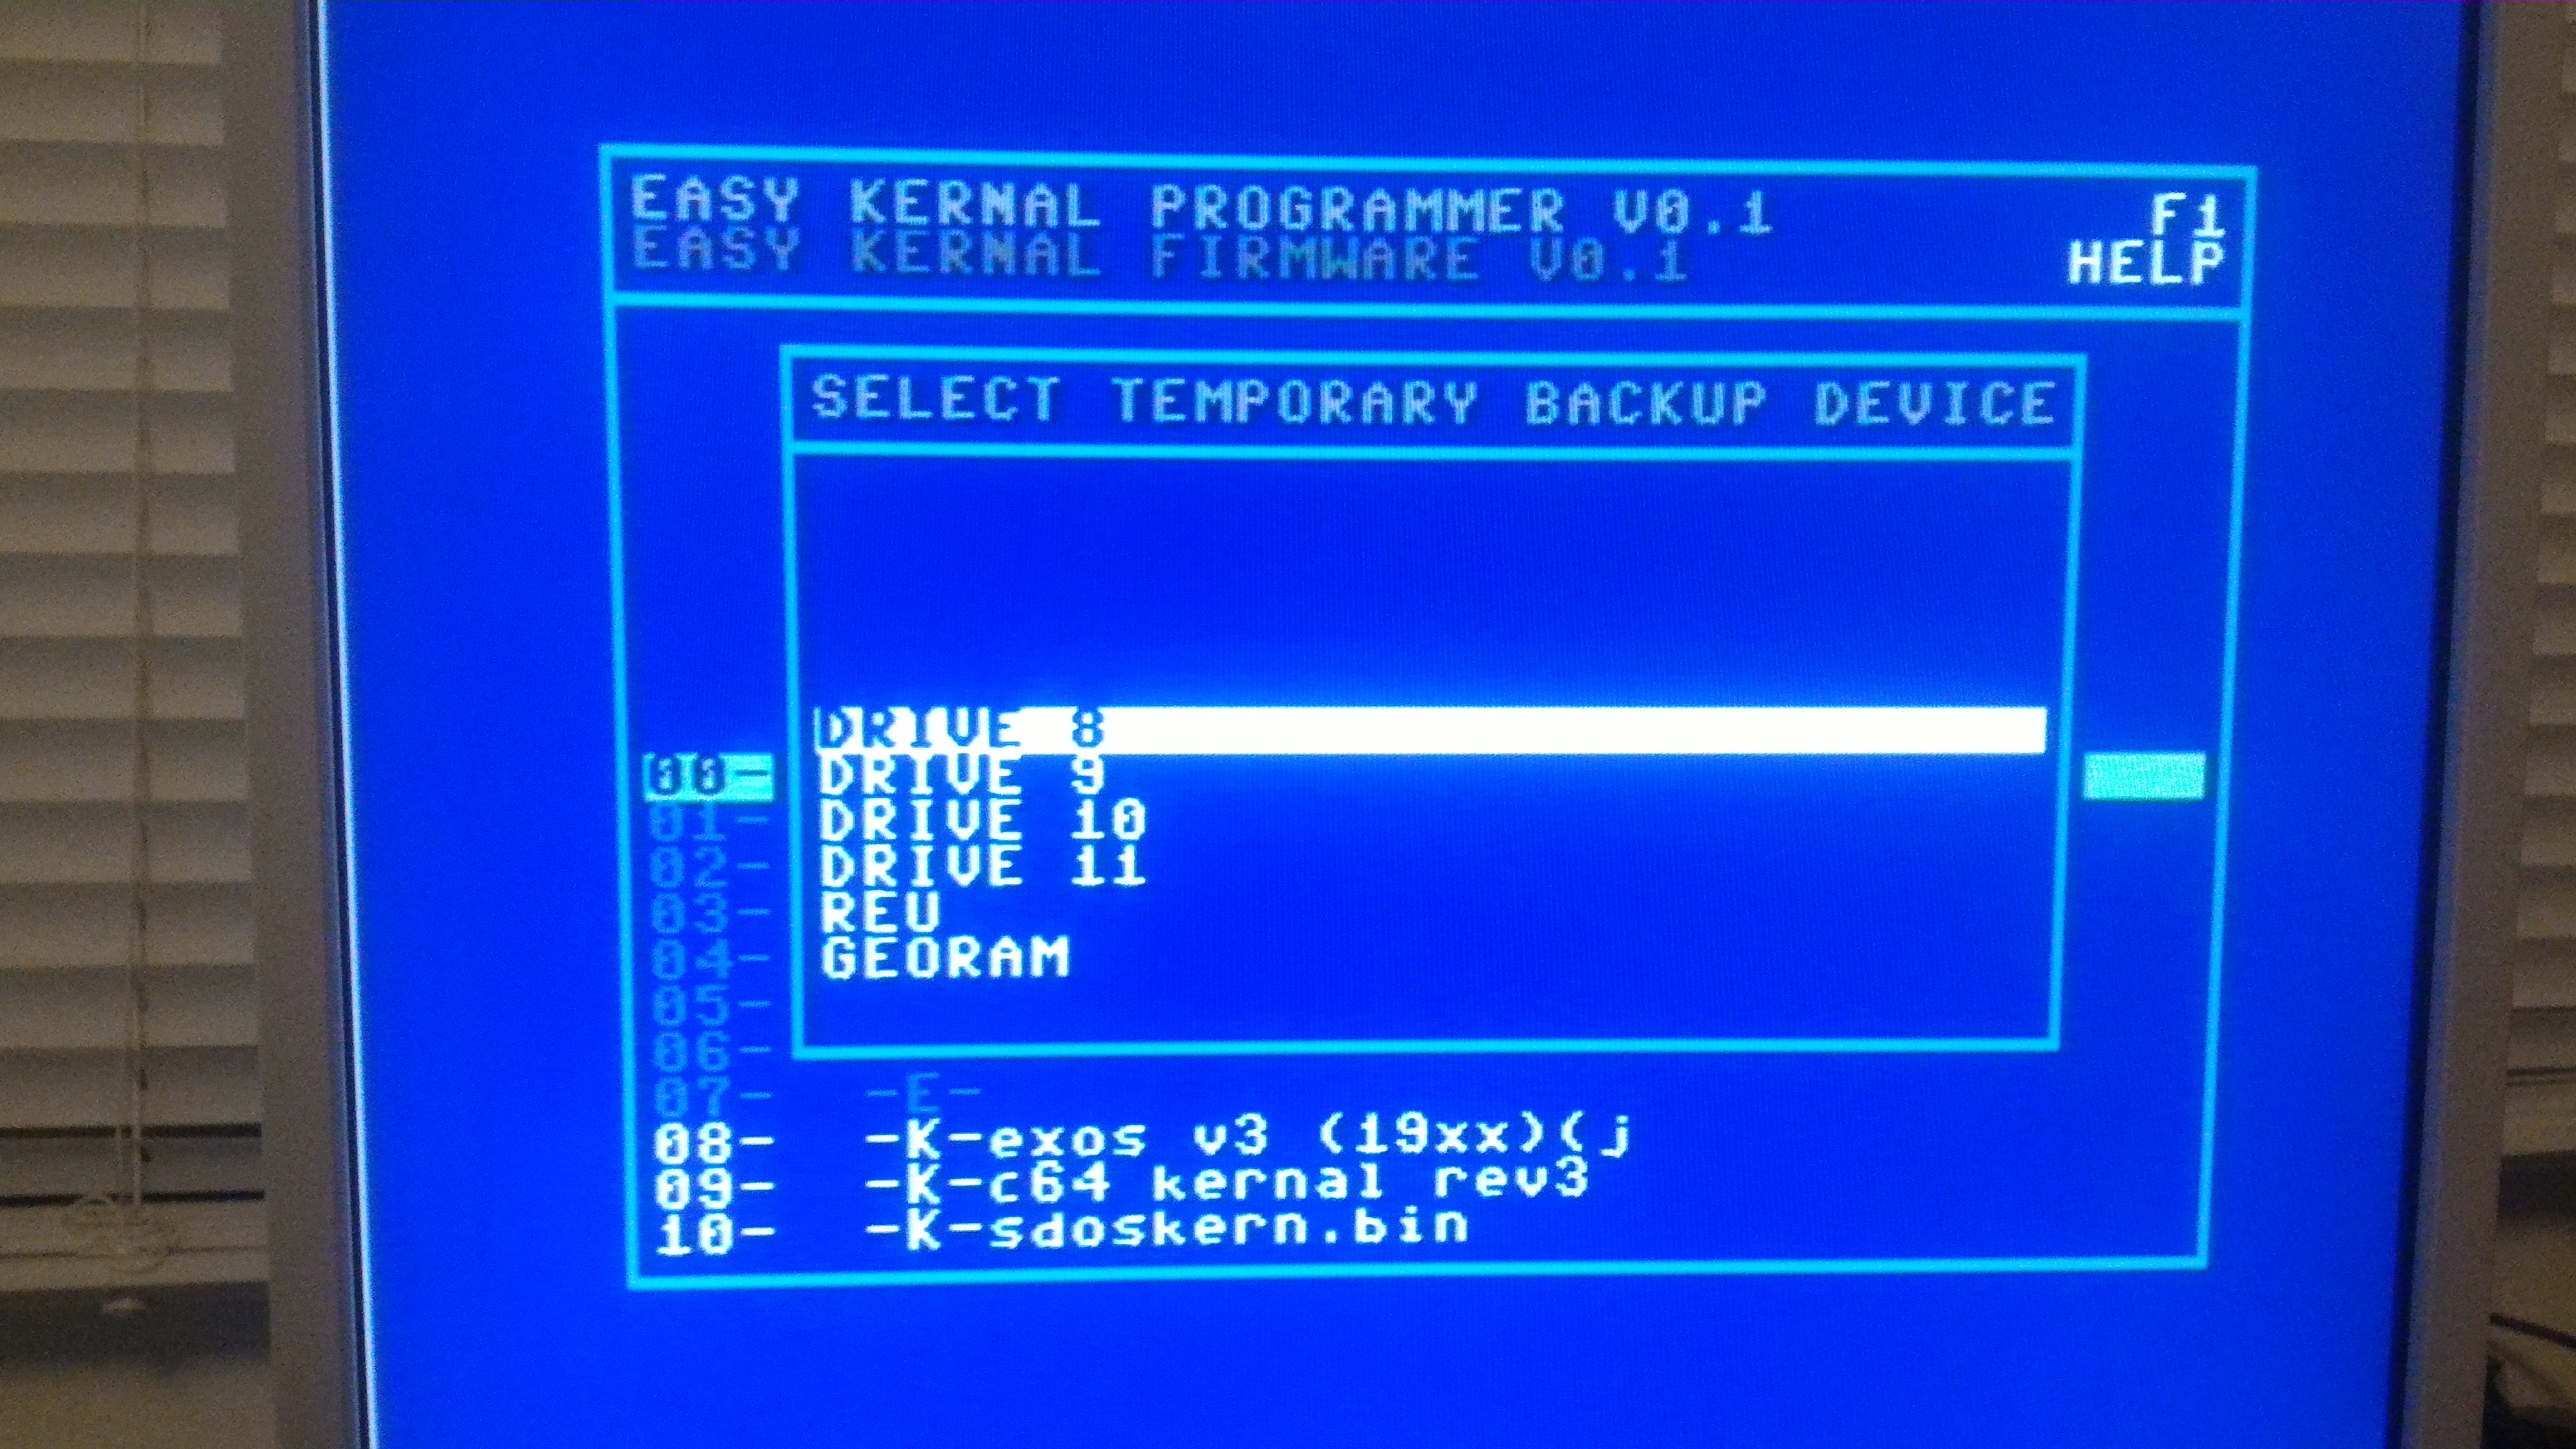 EASY KERNAL PROGRAMMER V0.1
EASY KERNAL FIRMWARE V0.1
F1
HELP
SELECT TEMPORARY BACKUP DEVICE
DRIVE 8
DRIVE 9
DRIVE 10
DRIVE 11
REU
GEORAM
00-
01-
02-
03-
04-
05-
06-
07- -E-
08- -K-exos v3 (19xx)(j
09- -K-c64 kernal rev3
10- -K-sdoskern.bin